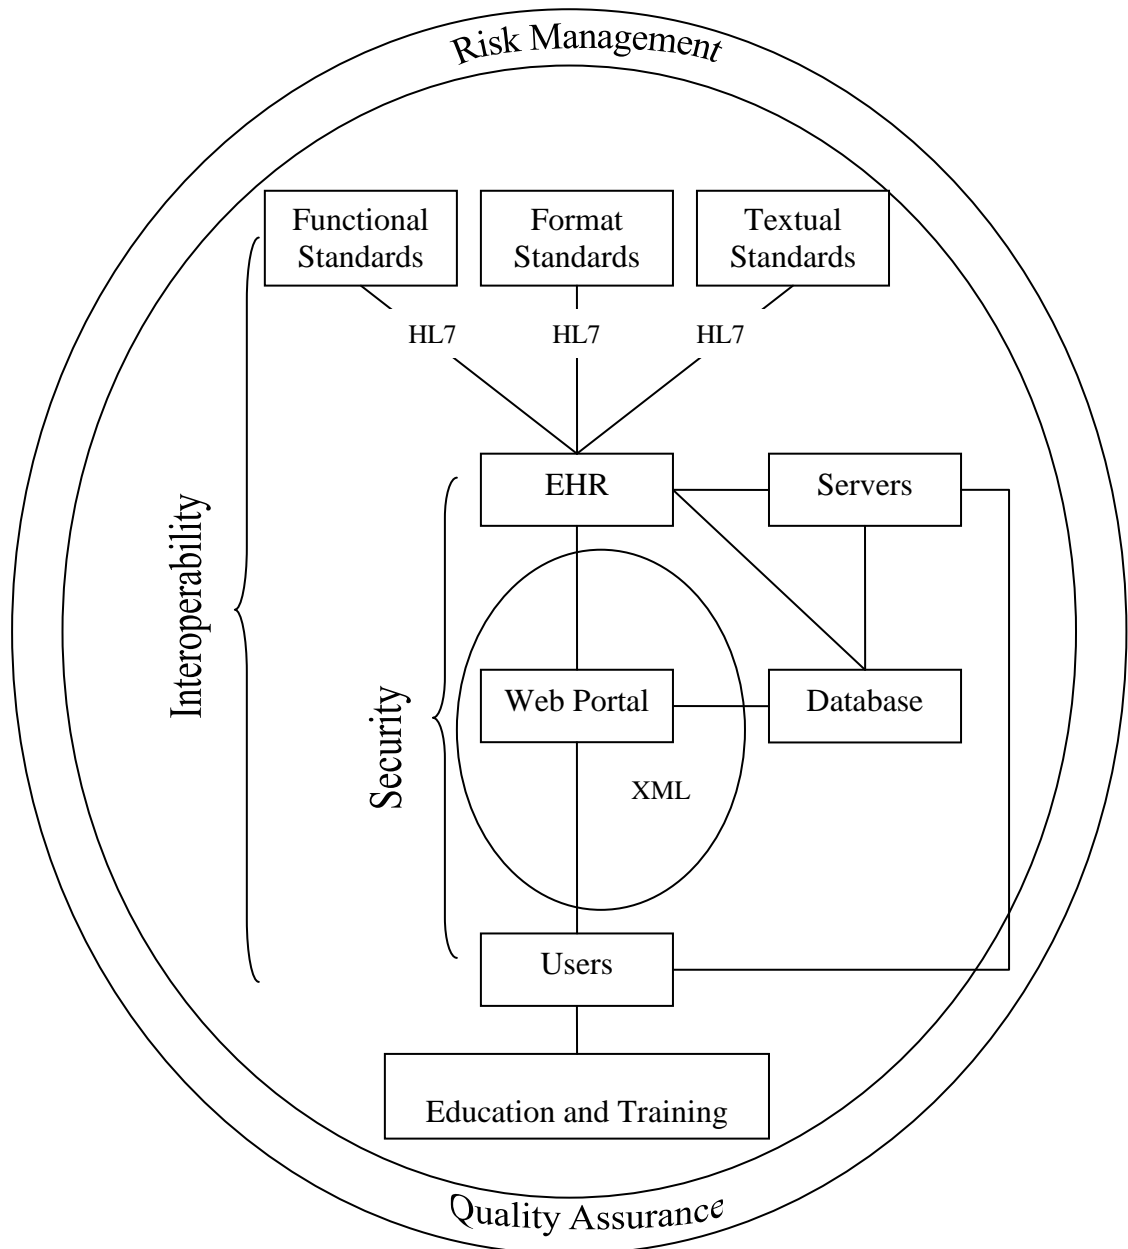 Risk Management
Functional
Standards
Format
Standards
Textual
Standards
HL7
HL7
HL7
EHR
Servers
Interoperability
Security
Web Portal
Database
XML
Users
Education and Training
Quality Assurance